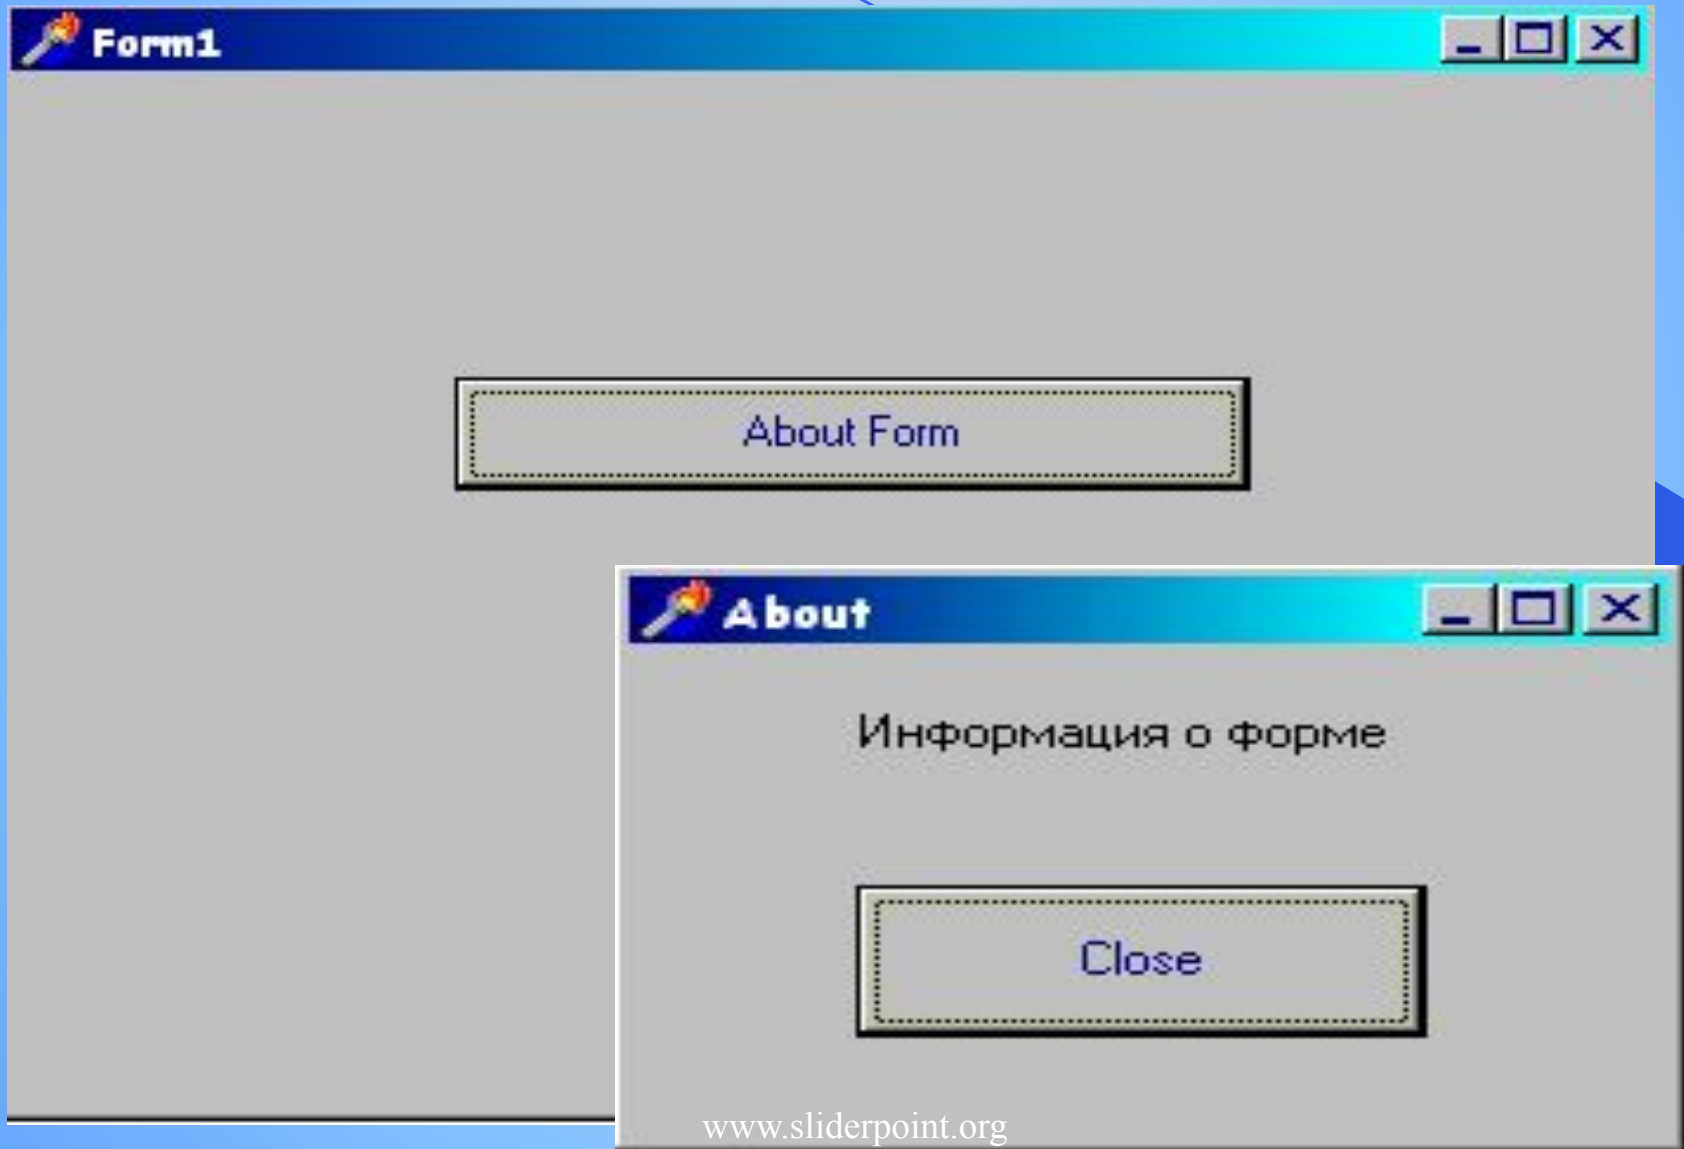 Form1
About Form
About
Информация о форме
Close
www.sliderpoint.org